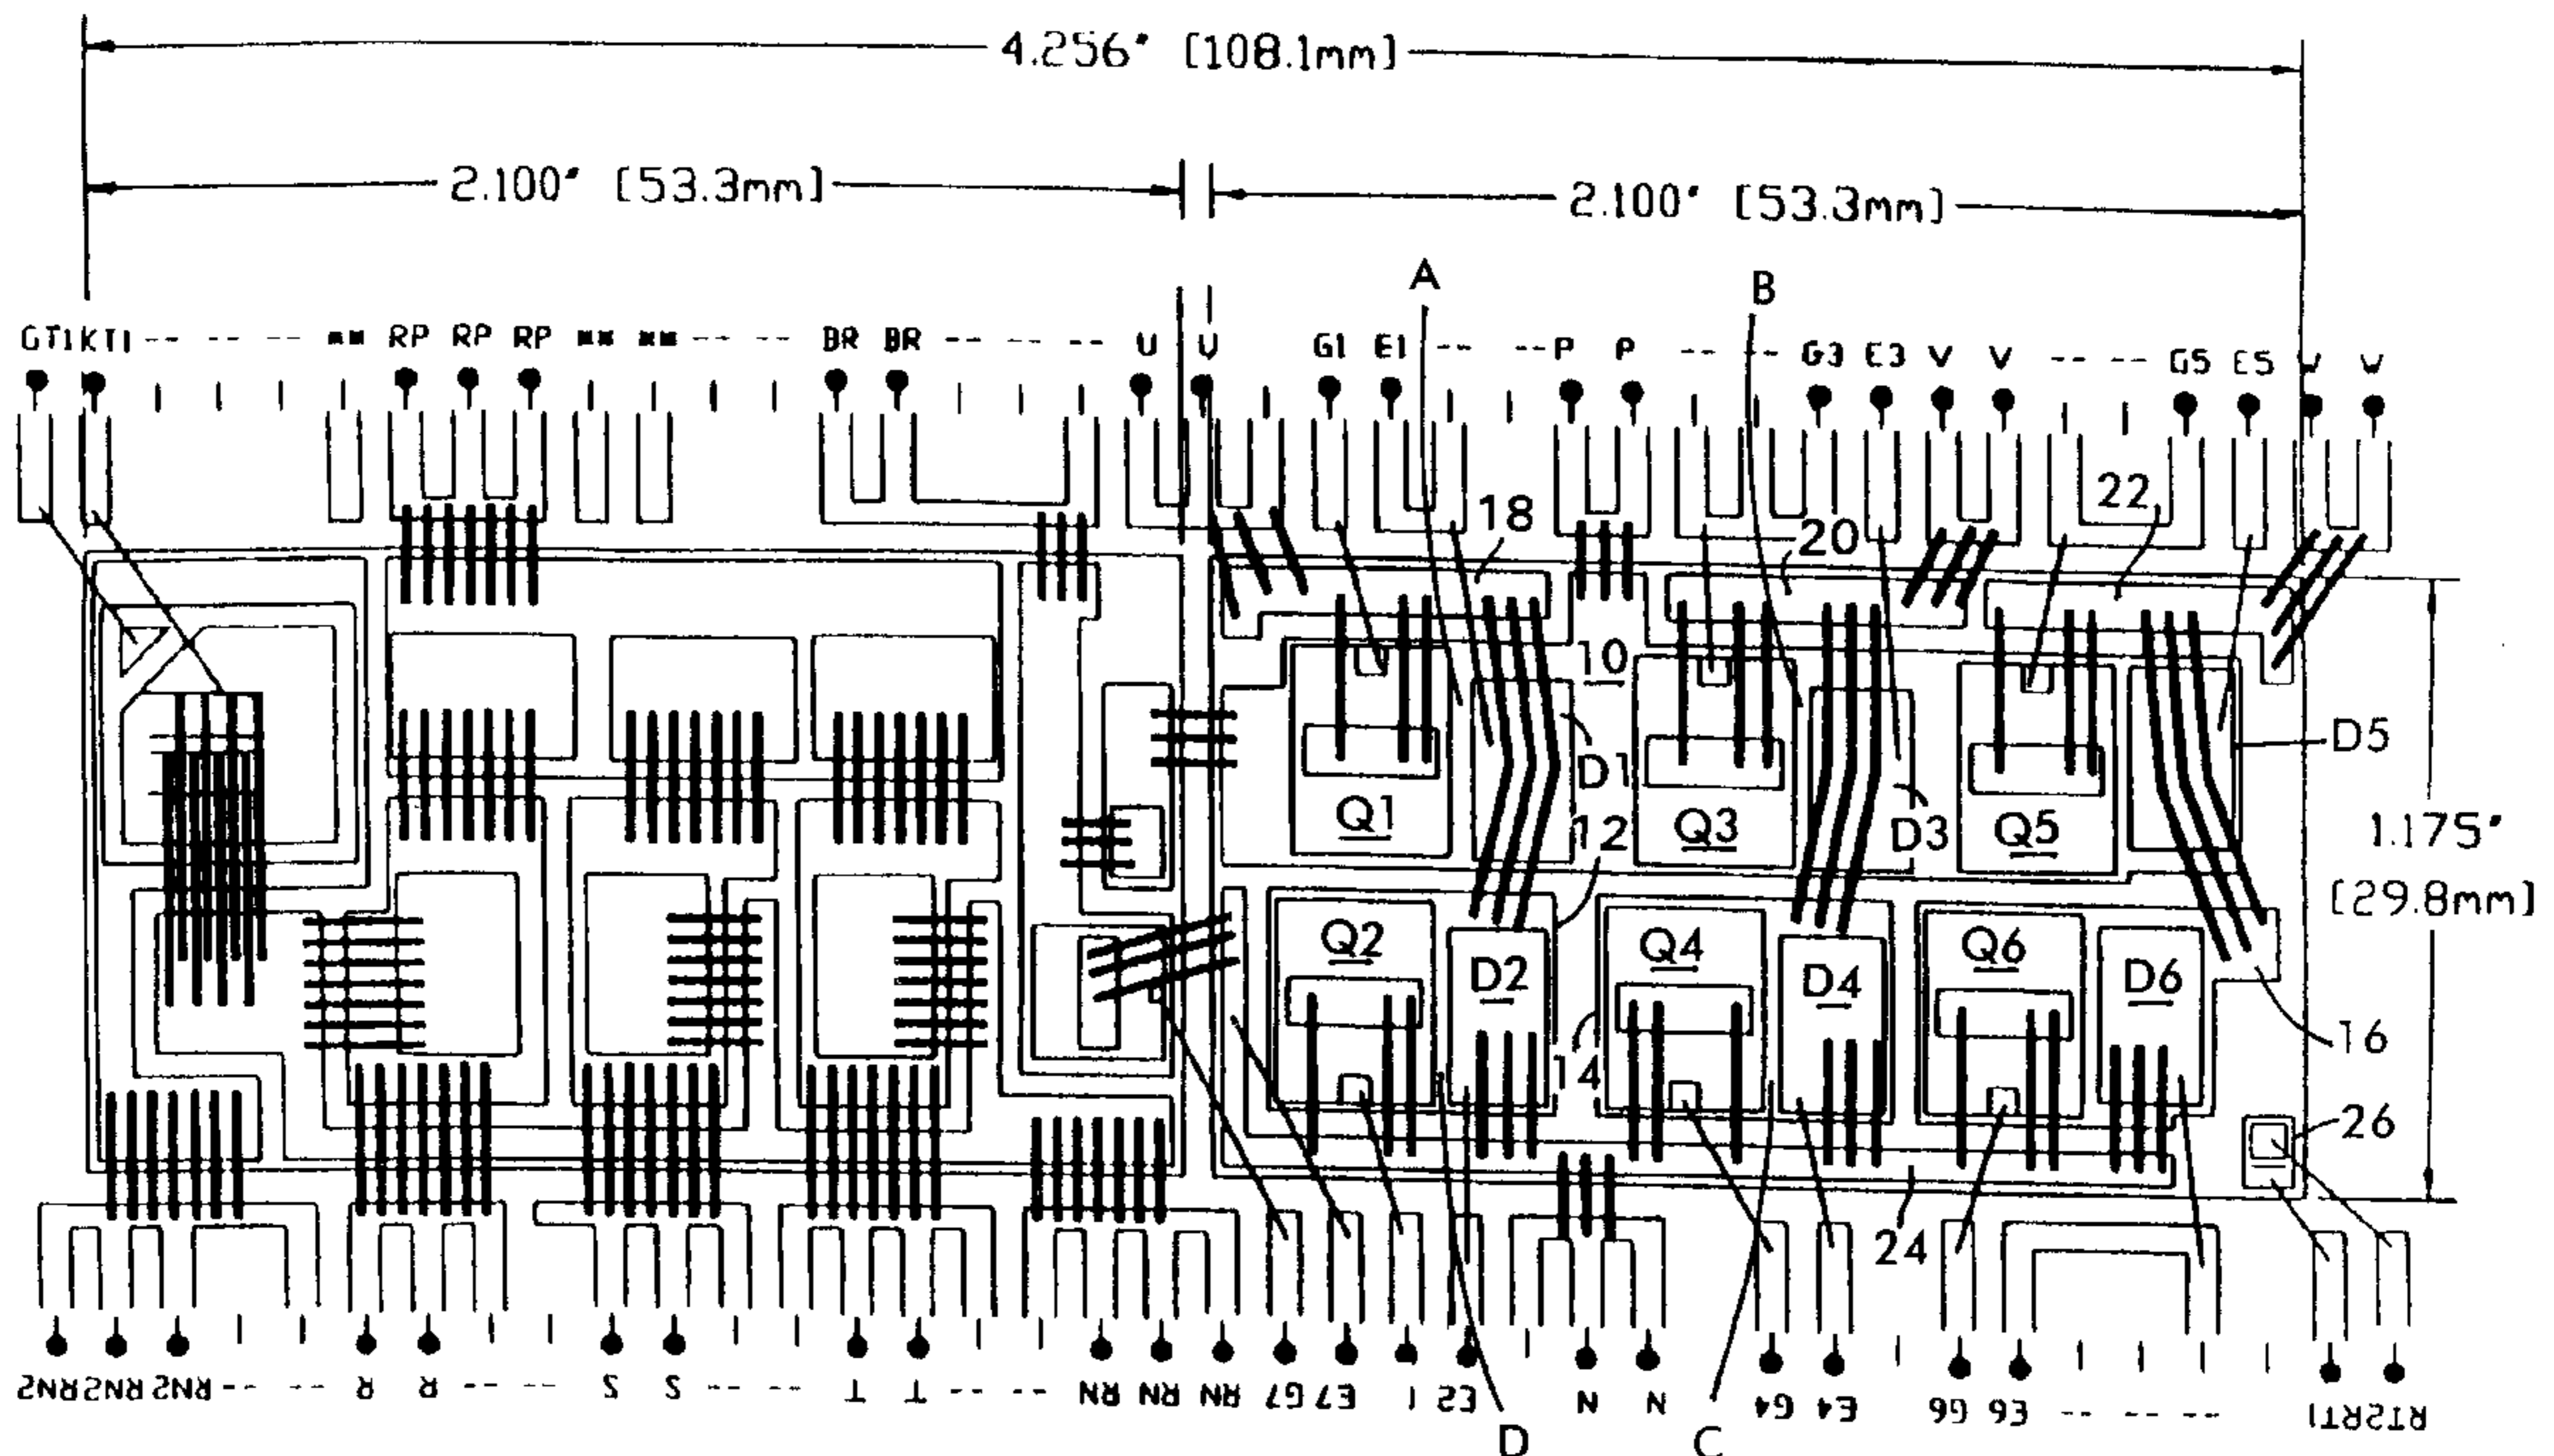 4.256" [108.1mm]
2.100" [53.3mm] 2.100" [53.3mm]
A B
GT1 KT1 -- -- -- ** RP RP RP ** ** -- -- BR BR -- -- -- U U G1 E1 -- -- P P -- -- G3 E3 V V -- -- G5 E5 W W
18 20 22
10
D1 D3 D5
Q1 Q3 Q5
12
1.175"
[29.8mm]
Q2 Q4 Q6
D2 D4 D6
14 16
26
24
RN2 RN2 RN2 -- -- R R -- -- S S -- -- T T -- -- RN RN RN G7 E7 E2 N N G4 E4 G6 E6 -- -- -- RT1 RT2
D C